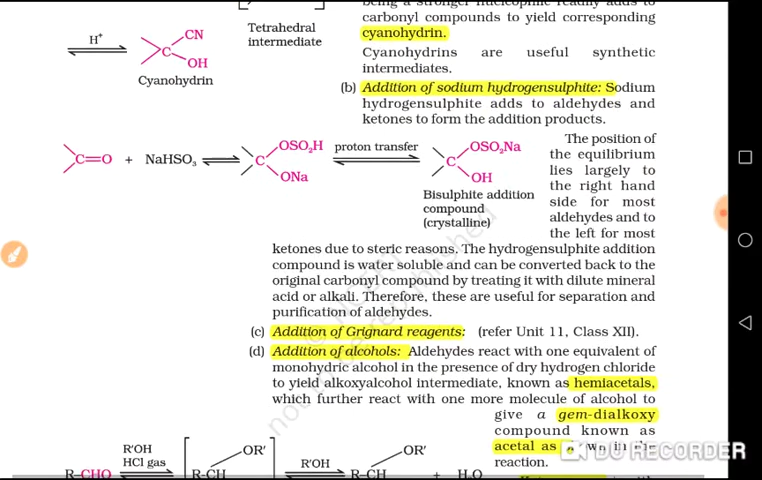 being a stronger nucleophile readily adds to
carbonyl compounds to yield corresponding
cyanohydrin.
H⁺
CN
C
OH
Cyanohydrin
Tetrahedral
intermediate
Cyanohydrins are useful synthetic
intermediates.
(b) Addition of sodium hydrogensulphite: Sodium
hydrogensulphite adds to aldehydes and
ketones to form the addition products.
C=O + NaHSO₃
OSO₂H
C
ONa
proton transfer
OSO₂Na
C
OH
Bisulphite addition
compound
(crystalline)
The position of
the equilibrium
lies largely to
the right hand
side for most
aldehydes and to
the left for most
ketones due to steric reasons. The hydrogensulphite addition
compound is water soluble and can be converted back to the
original carbonyl compound by treating it with dilute mineral
acid or alkali. Therefore, these are useful for separation and
purification of aldehydes.
(c) Addition of Grignard reagents: (refer Unit 11, Class XII).
(d) Addition of alcohols: Aldehydes react with one equivalent of
monohydric alcohol in the presence of dry hydrogen chloride
to yield alkoxyalcohol intermediate, known as hemiacetals,
which further react with one more molecule of alcohol to
give a gem-dialkoxy
compound known as
acetal as in the
reaction.
R'OH
HCl gas
R–CHO
OR'
R–CH
R'OH
OR'
R–CH + H₂O
DU RECORDER